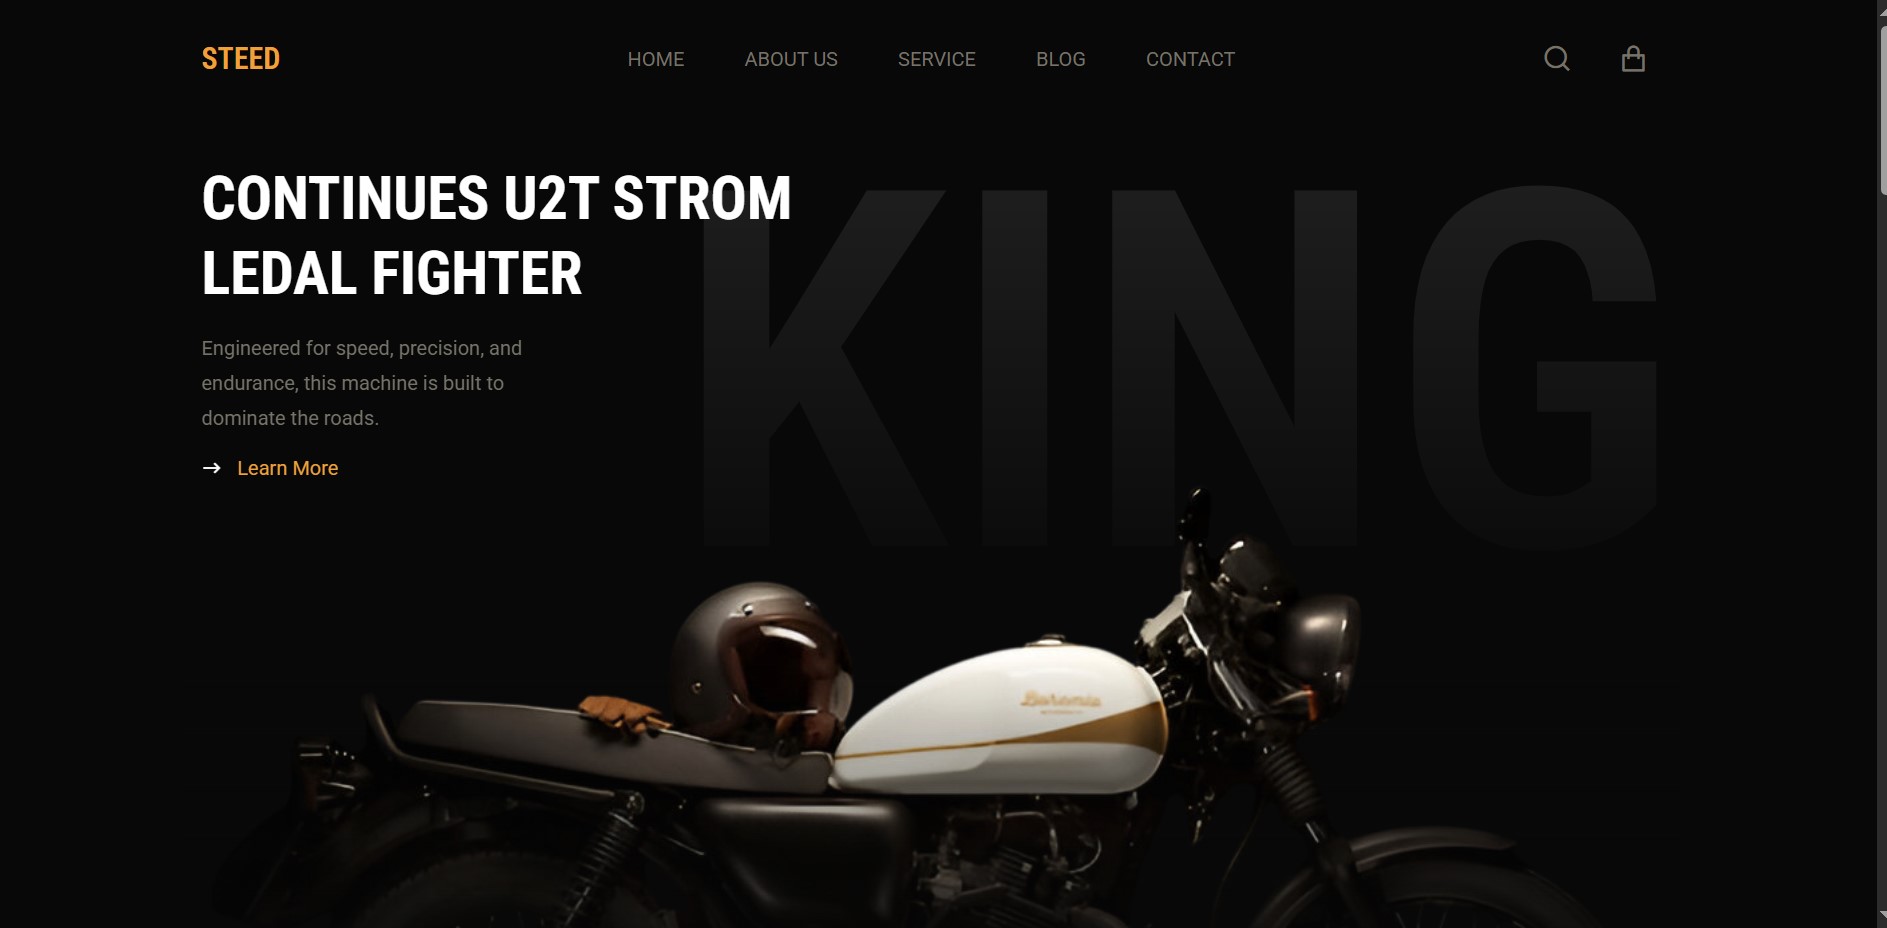 STEED
HOME ABOUT US SERVICE BLOG CONTACT
CONTINUES U2T STROM
LEDAL FIGHTER
KING
Engineered for speed, precision, and
endurance, this machine is built to
dominate the roads.
→ Learn More